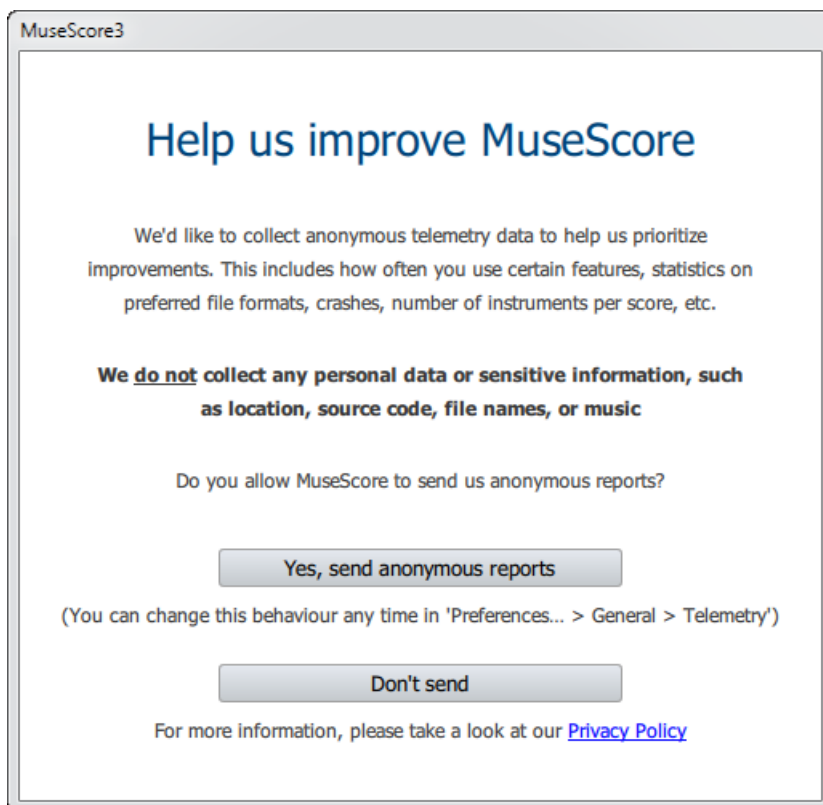 MuseScore3
Help us improve MuseScore
We'd like to collect anonymous telemetry data to help us prioritize
improvements. This includes how often you use certain features, statistics on
preferred file formats, crashes, number of instruments per score, etc.
We do not collect any personal data or sensitive information, such
as location, source code, file names, or music
Do you allow MuseScore to send us anonymous reports?
Yes, send anonymous reports
(You can change this behaviour any time in 'Preferences... > General > Telemetry')
Don't send
For more information, please take a look at our Privacy Policy